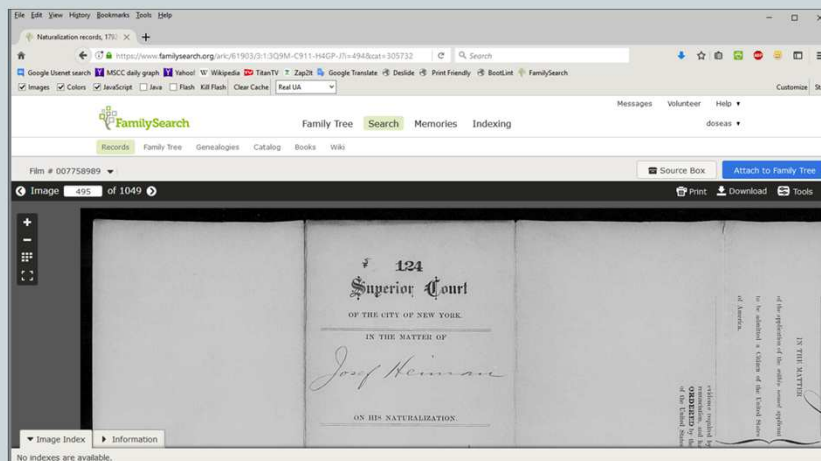 File Edit View History Bookmarks Tools Help
Naturalization records, 179
https://www.familysearch.org/ark:/61903/3:1:3Q9M-C911-H4GP-J?i=494&cat=305732 Search
Google Usenet search MSCC daily graph Yahoo! Wikipedia TitanTV Zap2It Google Translate Deslide Print Friendly BootLint FamilySearch
Images Colors JavaScript Java Flash Kill Flash Clear Cache Real UA Customize
Messages Volunteer Help
FamilySearch Family Tree Search Memories Indexing doseas
Records Family Tree Genealogies Catalog Books Wiki
Film # 007758989 Source Box Attach to Family Tree
Image 495 of 1049 Print Download Tools
124
Superior Court
OF THE CITY OF NEW YORK.
IN THE MATTER OF
Josef Heiman
ON HIS NATURALIZATION.
IN THE MATTER
of the application of the within named applicant
to be admitted a Citizen of the United States
of America.
evidence required by
ORDERED by the
of the United States
Image Index Information
No indexes are available.